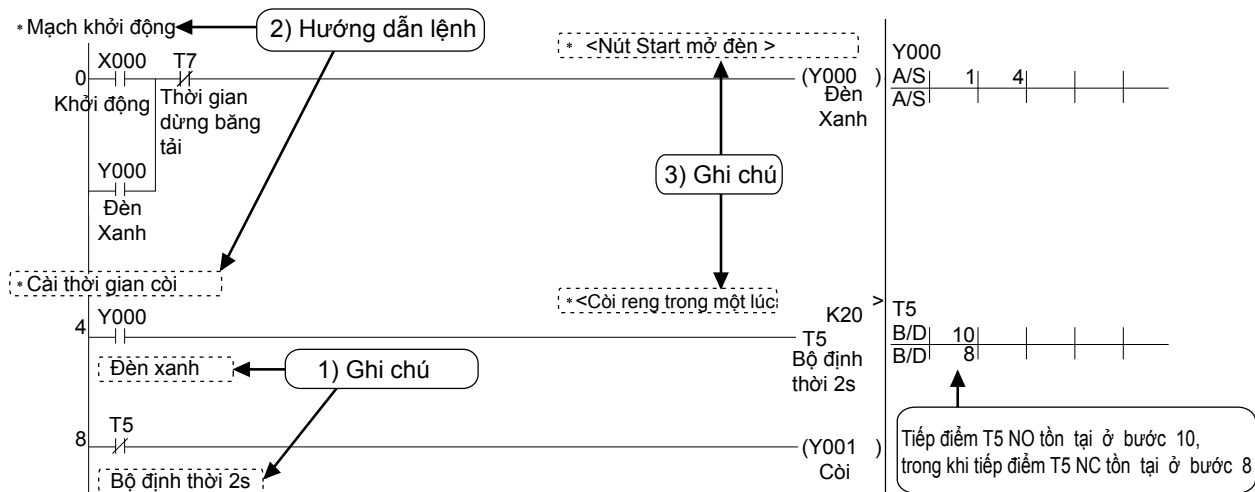 * Mạch khởi động
2) Hướng dẫn lệnh
* <Nút Start mở đèn >
X000
T7
0
(Y000 )
Y000
A/S 1 4
A/S
Khởi động
Thời gian
dừng băng
tải
Đèn
Xanh
Y000
Đèn
Xanh
3) Ghi chú
* Cài thời gian còi
* <Còi reng trong một lúc
>
4
Y000
K20
T5
Bộ định
thời 2s
T5
B/D 10
B/D 8
Đèn xanh
1) Ghi chú
8
T5
(Y001 )
Còi
Bộ định thời 2s
Tiếp điểm T5 NO tồn tại ở bước 10,
trong khi tiếp điểm T5 NC tồn tại ở bước 8